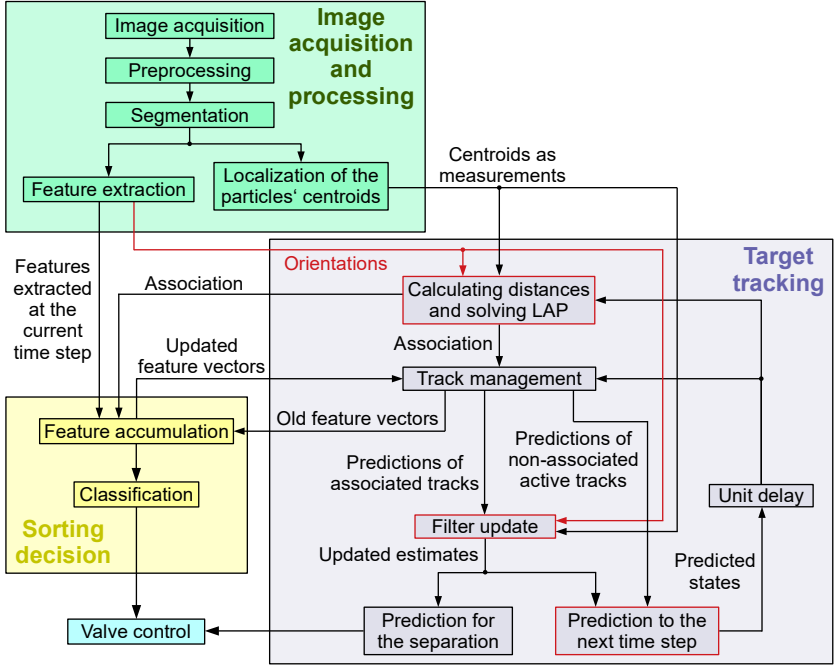 Image acquisition
Preprocessing
Segmentation
Image
acquisition
and
processing
Feature extraction
Localization of the
particles‘ centroids
Centroids as
measurements
Target
tracking
Orientations
Features
extracted
at the
current
time step
Association
Calculating distances
and solving LAP
Association
Updated
feature vectors
Track management
Old feature vectors
Feature accumulation
Classification
Sorting
decision
Valve control
Predictions of
associated tracks
Predictions of
non-associated
active tracks
Unit delay
Filter update
Updated estimates
Predicted
states
Prediction for
the separation
Prediction to the
next time step